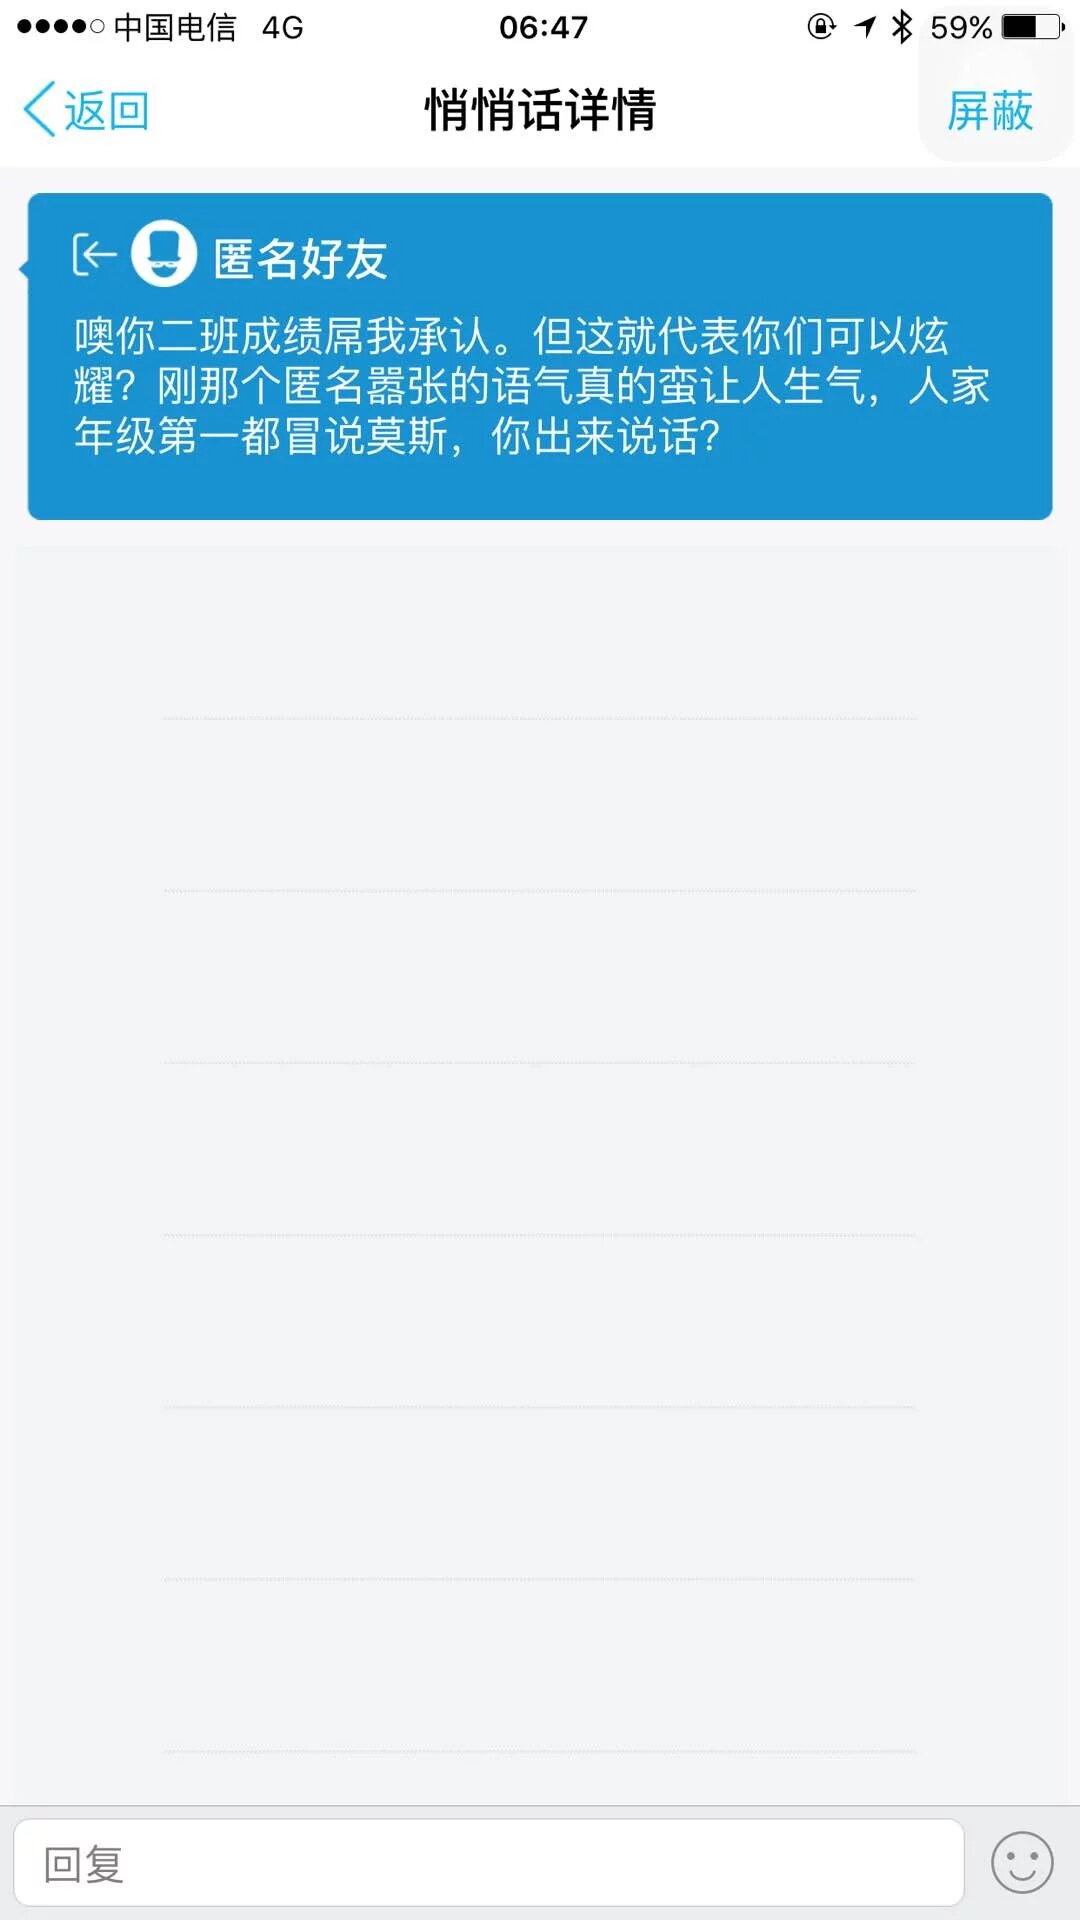 中国电信 4G 06:47 59%
返回 悄悄话详情 屏蔽
匿名好友
噢你二班成绩屌我承认。但这就代表你们可以炫
耀？刚那个匿名嚣张的语气真的蛮让人生气，人家
年级第一都冒说莫斯，你出来说话？
回复